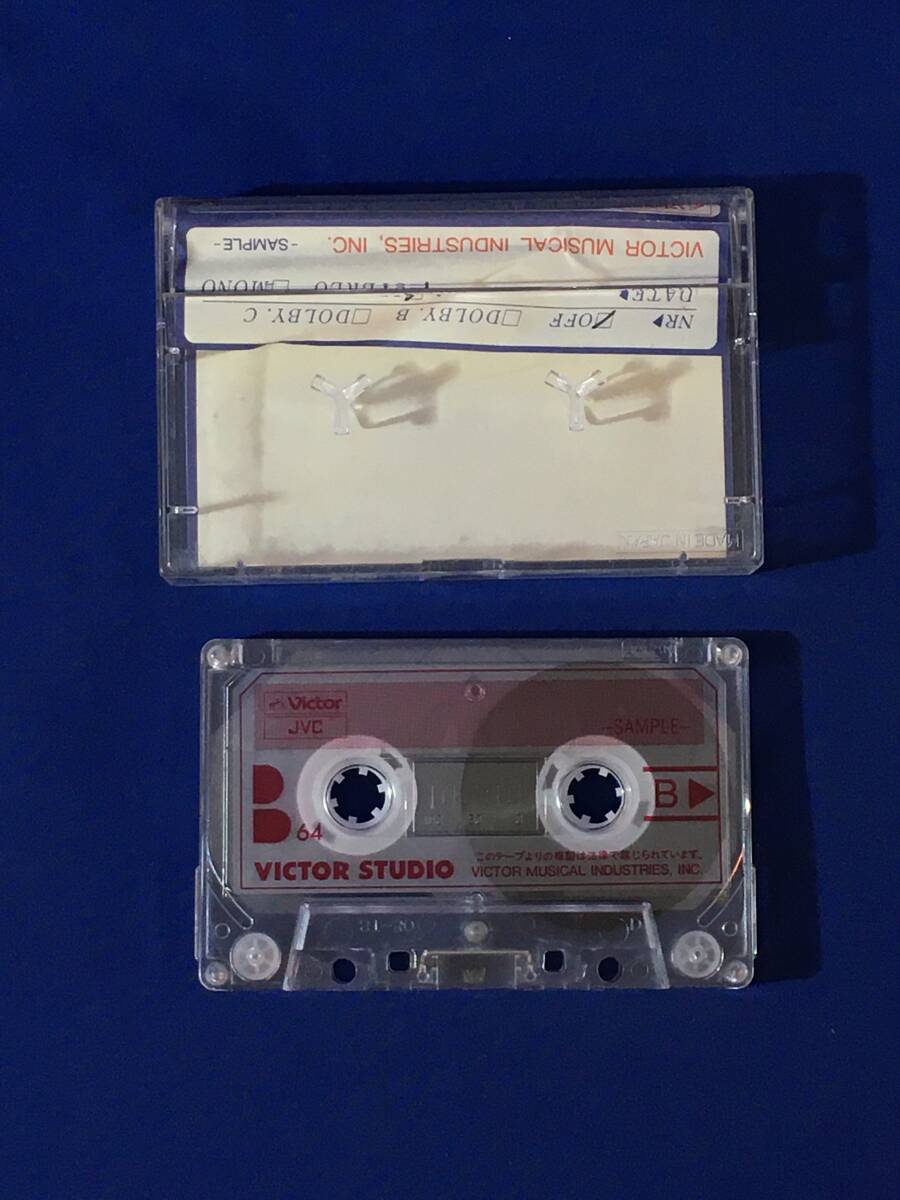 VICTOR MUSICAL INDUSTRIES, INC. -SAMPLE-
DATE▶ STEREO □MONO
NR▶ ☑OFF □DOLBY. B □DOLBY. C
MADE IN JAPAN
Victor
JVC
-SAMPLE-
B
64
B ▶
VICTOR STUDIO
このテープよりの複製は法律で禁じられています。
VICTOR MUSICAL INDUSTRIES, INC.